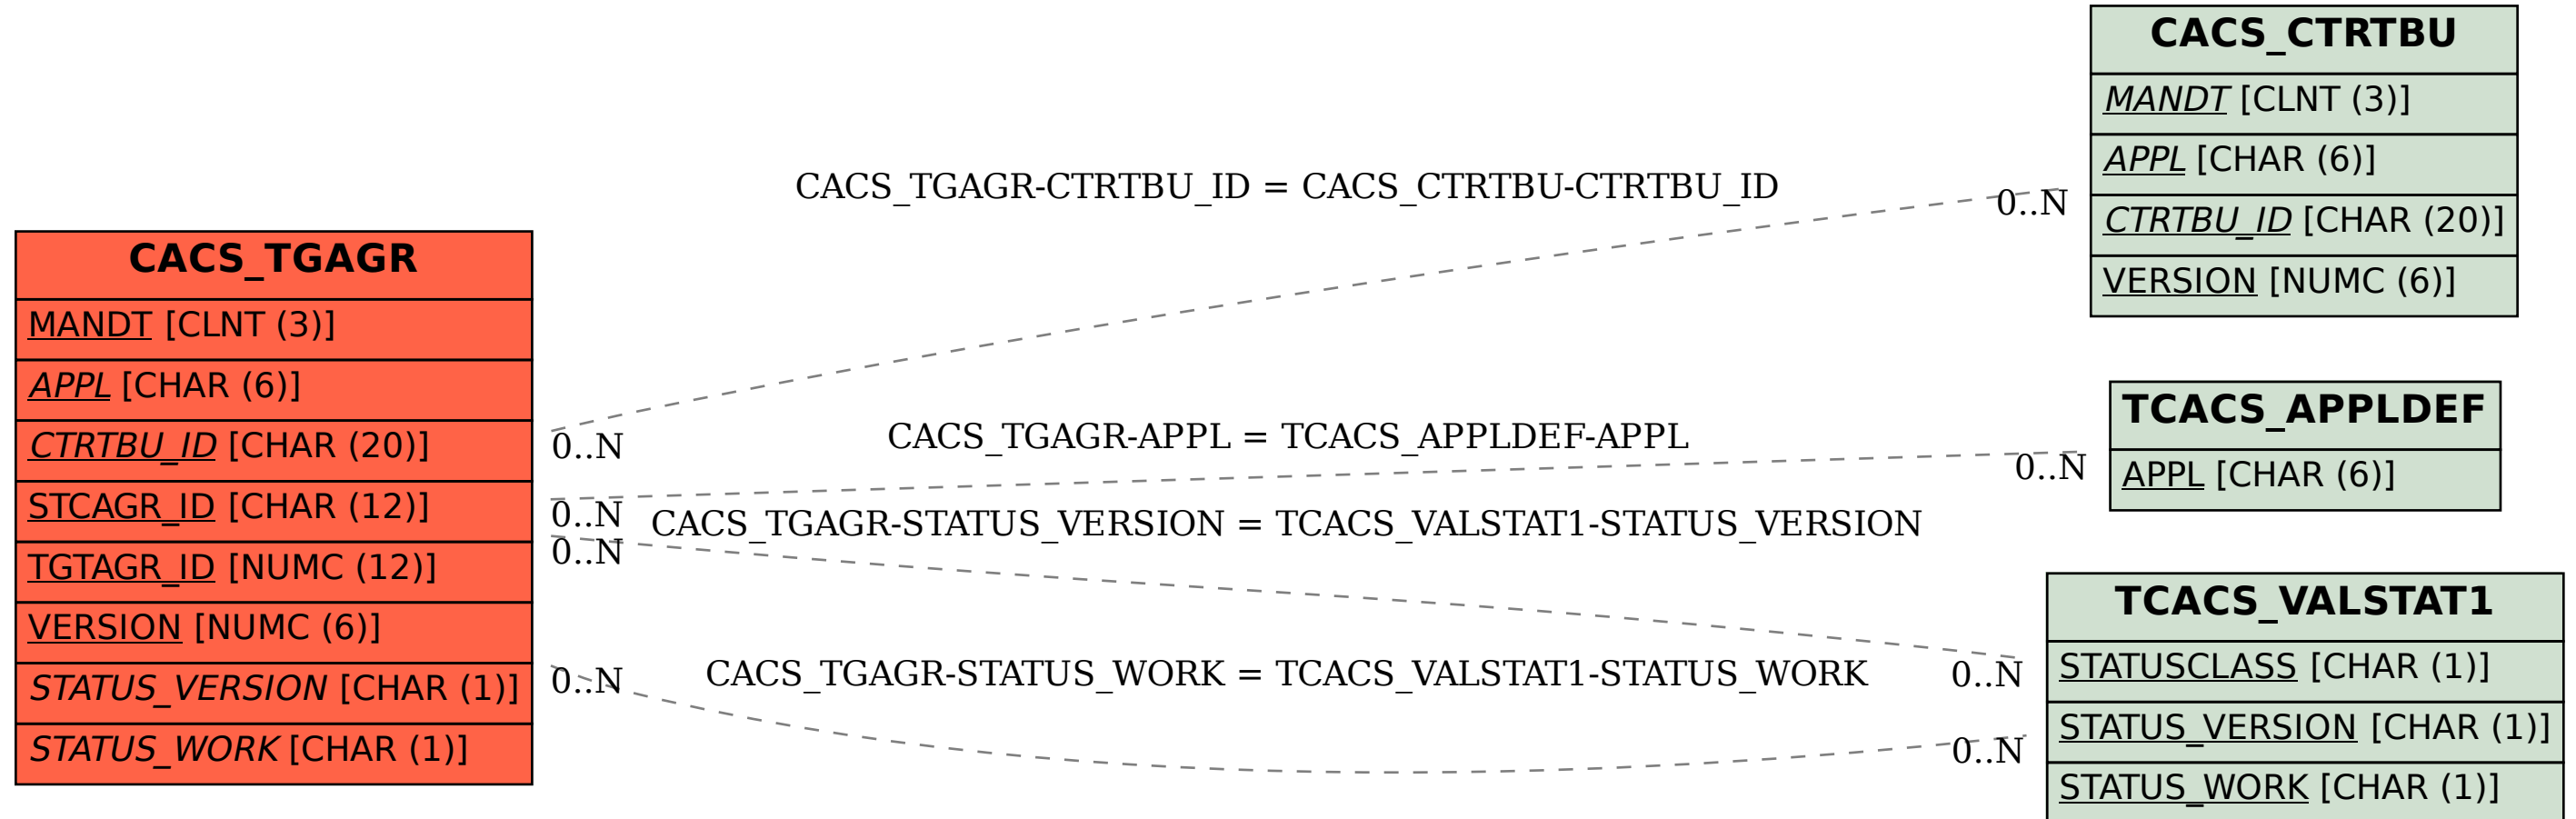 CACS_CTRTBU
MANDT [CLNT (3)]
APPL [CHAR (6)]
CTRTBU_ID [CHAR (20)]
VERSION [NUMC (6)]
CACS_TGAGR-CTRTBU_ID = CACS_CTRTBU-CTRTBU_ID
0..N
0..N
CACS_TGAGR
MANDT [CLNT (3)]
APPL [CHAR (6)]
CTRTBU_ID [CHAR (20)]
STCAGR_ID [CHAR (12)]
TGTAGR_ID [NUMC (12)]
VERSION [NUMC (6)]
STATUS_VERSION [CHAR (1)]
STATUS_WORK [CHAR (1)]
CACS_TGAGR-APPL = TCACS_APPLDEF-APPL
0..N
0..N
TCACS_APPLDEF
APPL [CHAR (6)]
CACS_TGAGR-STATUS_VERSION = TCACS_VALSTAT1-STATUS_VERSION
0..N
0..N
CACS_TGAGR-STATUS_WORK = TCACS_VALSTAT1-STATUS_WORK
0..N
0..N
TCACS_VALSTAT1
STATUSCLASS [CHAR (1)]
STATUS_VERSION [CHAR (1)]
STATUS_WORK [CHAR (1)]